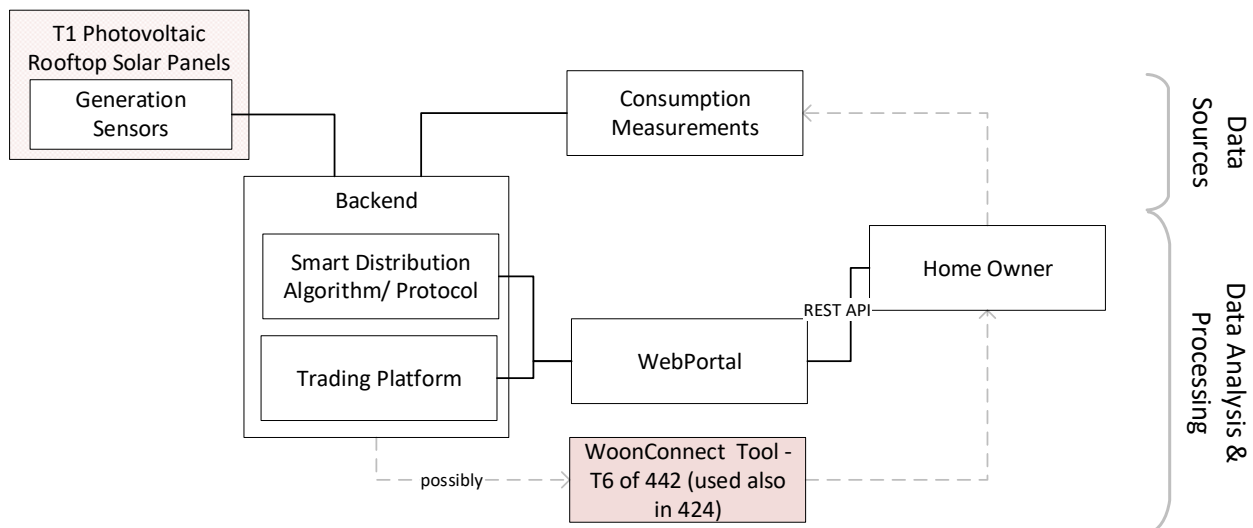 T1 Photovoltaic
Rooftop Solar Panels
Generation
Sensors
Consumption
Measurements
Data
Sources
Backend
Smart Distribution
Algorithm/ Protocol
Trading Platform
WebPortal
REST API
Home Owner
Data Analysis &
Processing
possibly
WoonConnect Tool -
T6 of 442 (used also
in 424)